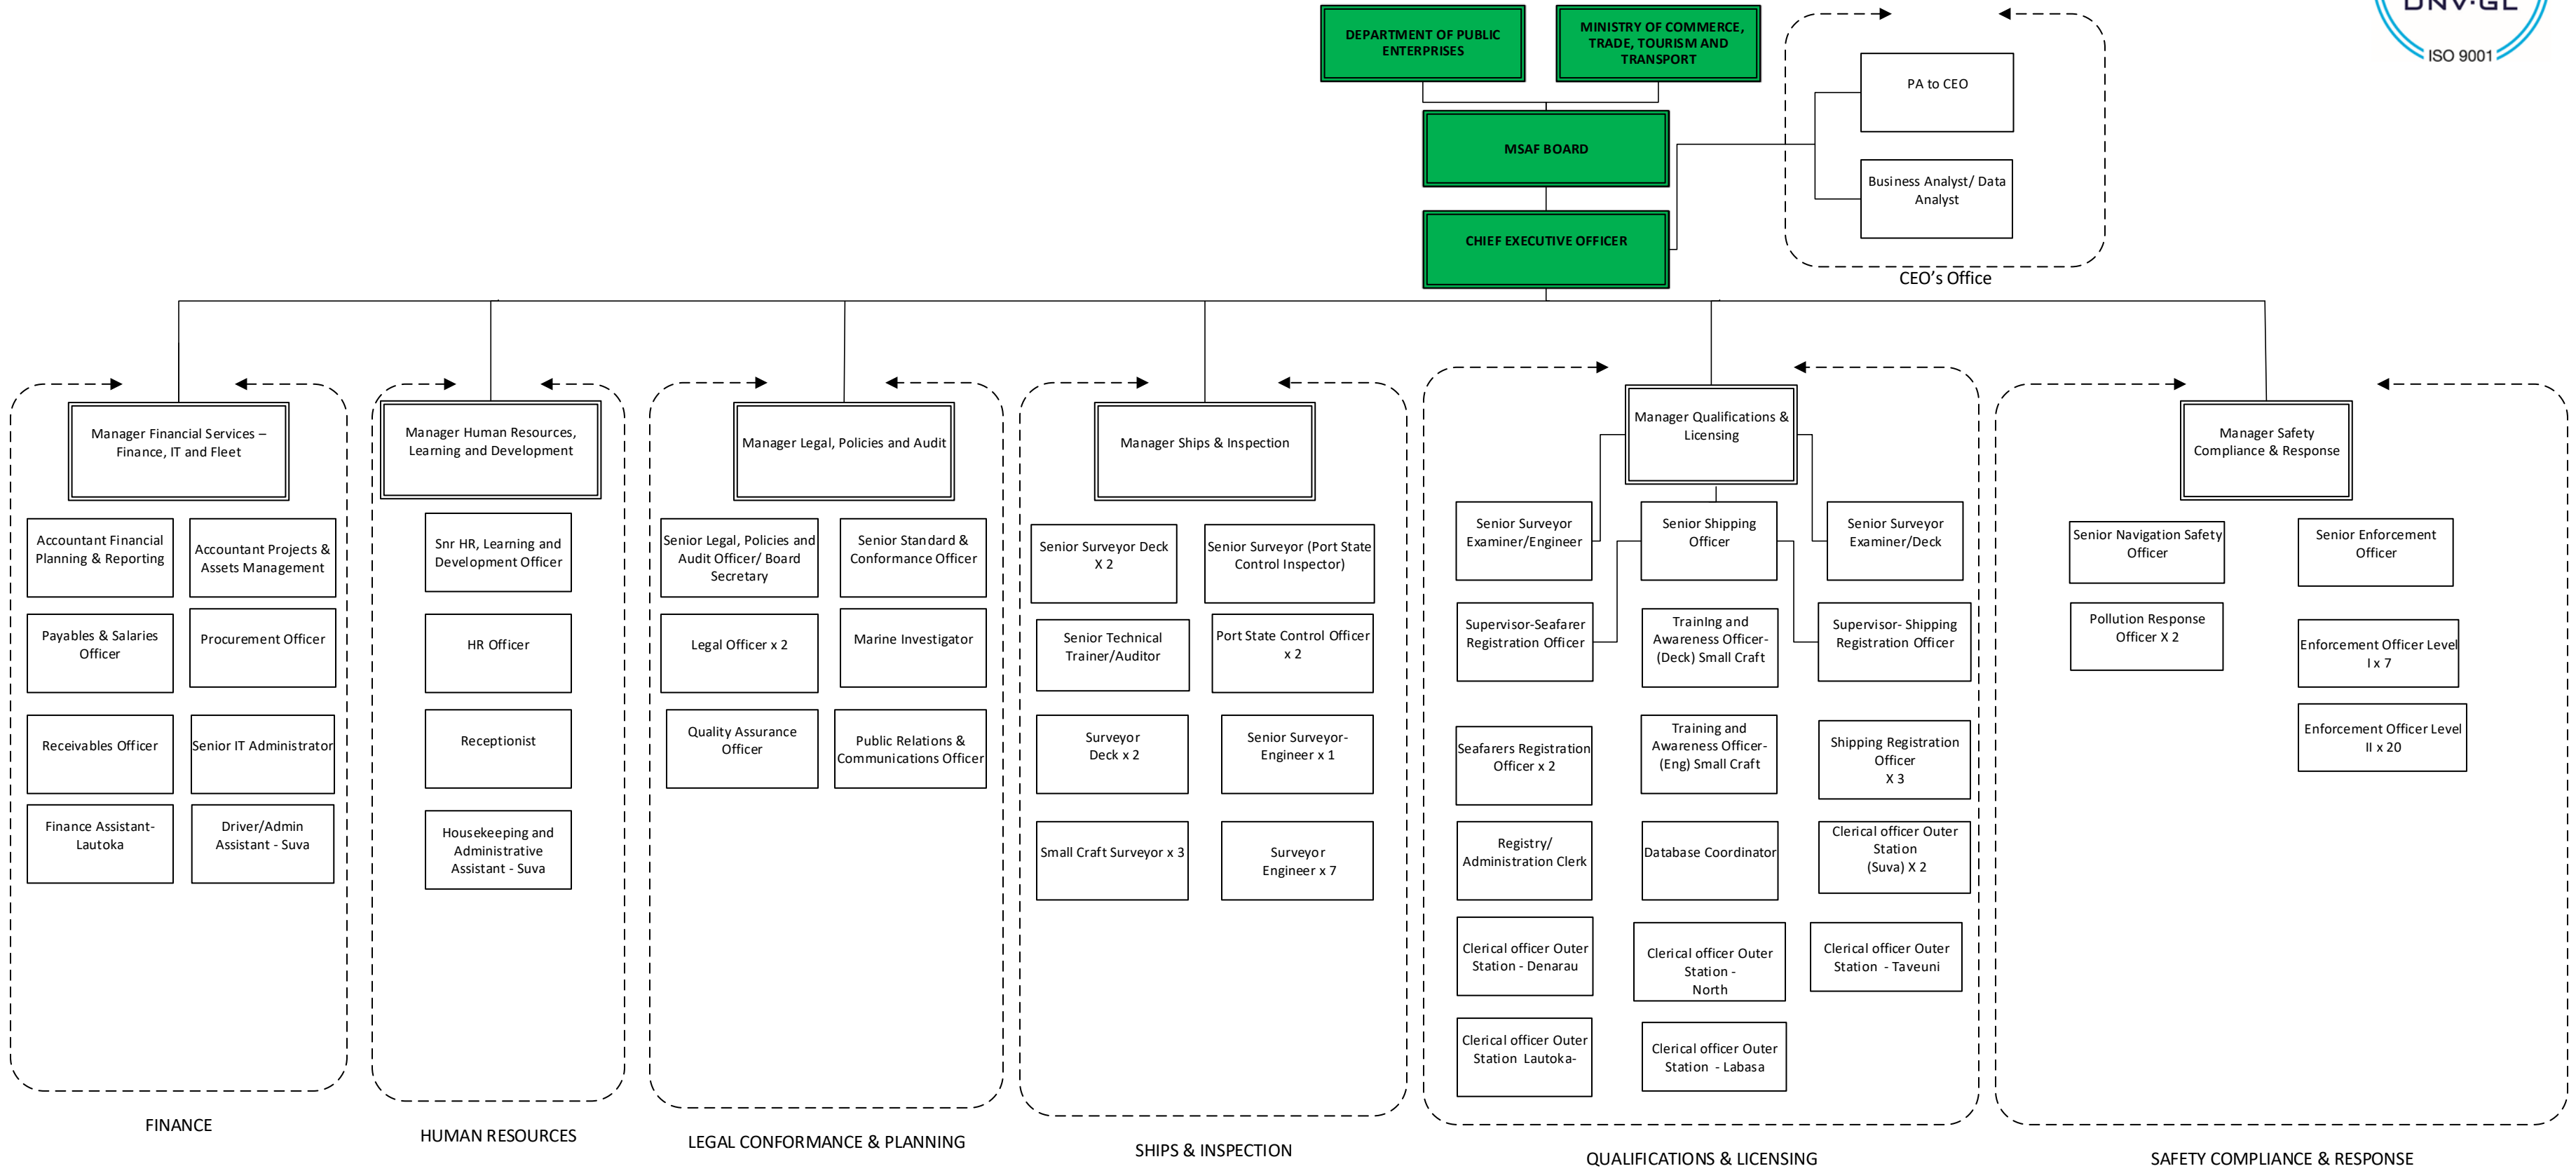 DEPARTMENT OF PUBLIC
ENTERPRISES
MINISTRY OF COMMERCE,
TRADE, TOURISM AND
TRANSPORT
DNV·GL
ISO 9001
MSAF BOARD
CHIEF EXECUTIVE OFFICER
PA to CEO
Business Analyst/ Data
Analyst
CEO's Office
Manager Financial Services –
Finance, IT and Fleet
Accountant Financial
Planning & Reporting
Accountant Projects &
Assets Management
Payables & Salaries
Officer
Procurement Officer
Receivables Officer
Senior IT Administrator
Finance Assistant-
Lautoka
Driver/Admin
Assistant - Suva
FINANCE
Manager Human Resources,
Learning and Development
Snr HR, Learning and
Development Officer
HR Officer
Receptionist
Housekeeping and
Administrative
Assistant - Suva
HUMAN RESOURCES
Manager Legal, Policies and Audit
Senior Legal, Policies and
Audit Officer/ Board
Secretary
Senior Standard &
Conformance Officer
Legal Officer x 2
Marine Investigator
Quality Assurance
Officer
Public Relations &
Communications Officer
LEGAL CONFORMANCE & PLANNING
Manager Ships & Inspection
Senior Surveyor Deck
X 2
Senior Surveyor (Port State
Control Inspector)
Senior Technical
Trainer/Auditor
Port State Control Officer
x 2
Surveyor
Deck x 2
Senior Surveyor-
Engineer x 1
Small Craft Surveyor x 3
Surveyor
Engineer x 7
SHIPS & INSPECTION
Manager Qualifications &
Licensing
Senior Surveyor
Examiner/Engineer
Senior Shipping
Officer
Senior Surveyor
Examiner/Deck
Supervisor-Seafarer
Registration Officer
TrainIng and
Awareness Officer-
(Deck) Small Craft
Supervisor- Shipping
Registration Officer
Seafarers Registration
Officer x 2
Training and
Awareness Officer-
(Eng) Small Craft
Shipping Registration
Officer
X 3
Registry/
Administration Clerk
Database Coordinator
Clerical officer Outer
Station
(Suva) X 2
Clerical officer Outer
Station - Denarau
Clerical officer Outer
Station -
North
Clerical officer Outer
Station - Taveuni
Clerical officer Outer
Station Lautoka-
Clerical officer Outer
Station - Labasa
QUALIFICATIONS & LICENSING
Manager Safety
Compliance & Response
Senior Navigation Safety
Officer
Senior Enforcement
Officer
Pollution Response
Officer X 2
Enforcement Officer Level
I x 7
Enforcement Officer Level
II x 20
SAFETY COMPLIANCE & RESPONSE